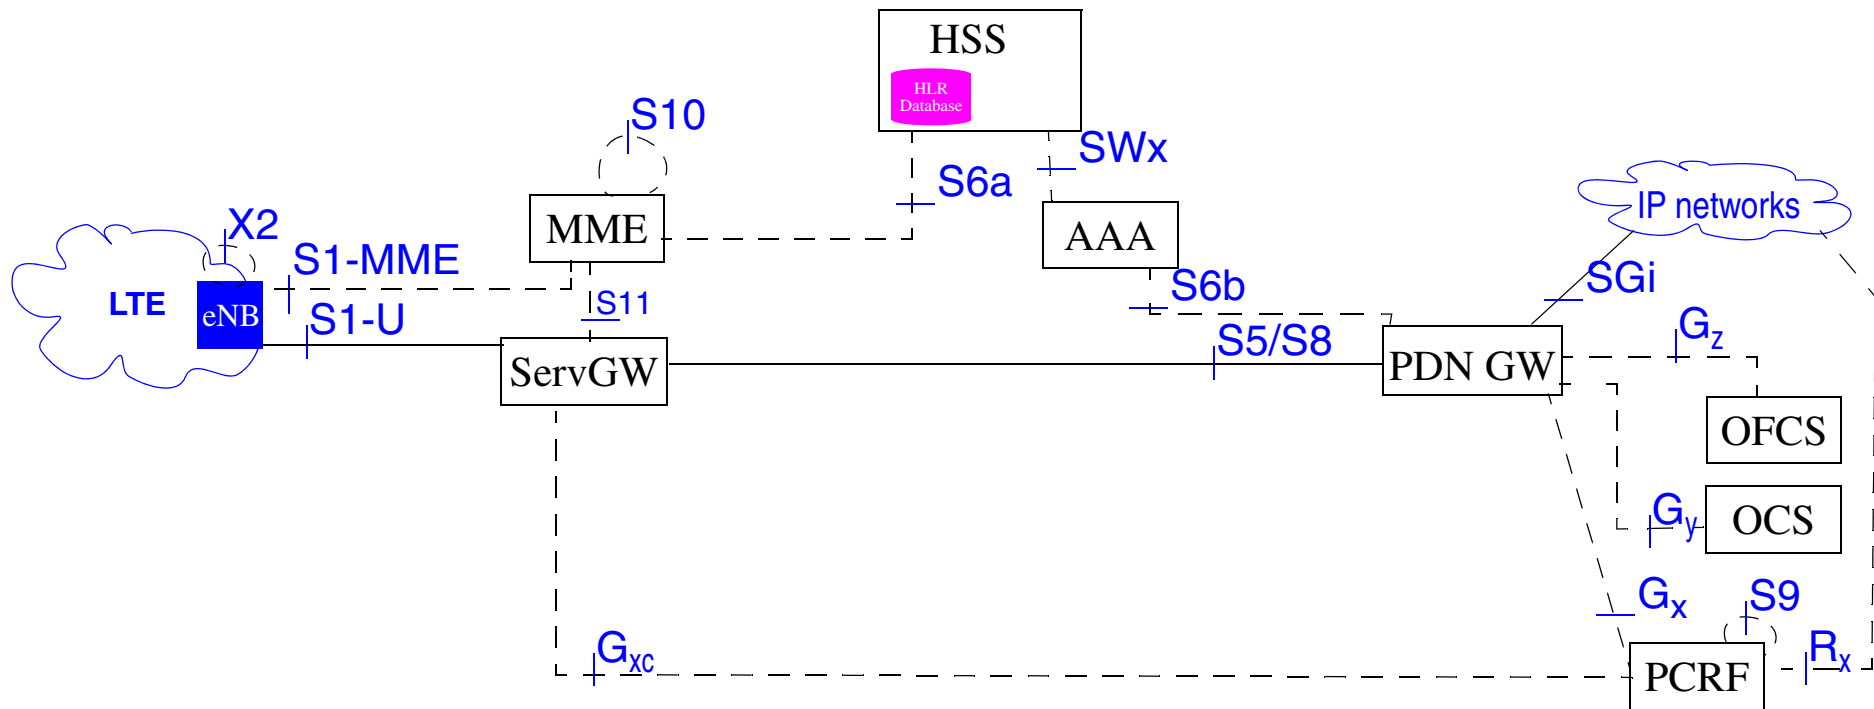 HSS
HLR
Database
S10
SWx
S6a
IP networks
X2
MME
AAA
S1-MME
SGi
S6b
LTE
eNB
S11
S1-U
Gz
S5/S8
ServGW
PDN GW
OFCS
Gy
OCS
Gx
S9
Gxc
Rx
PCRF